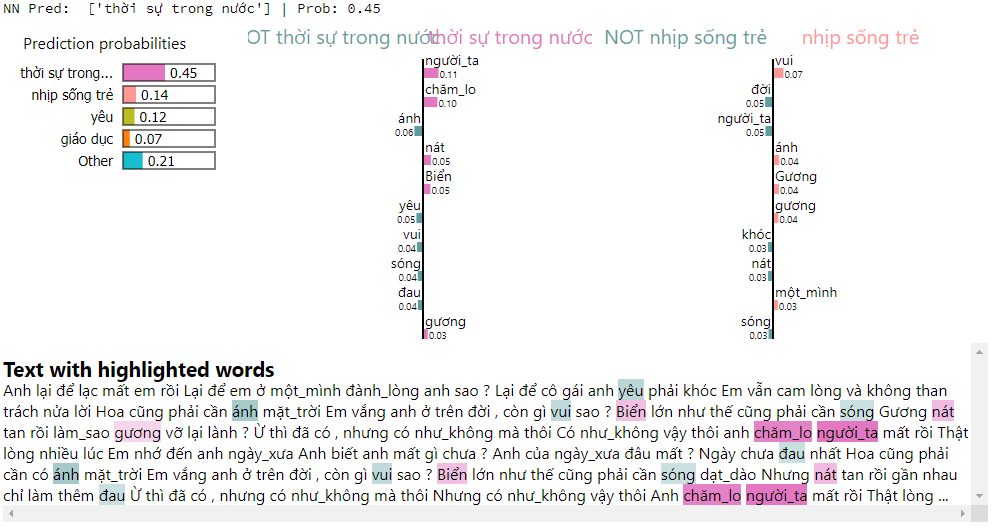 NN Pred:  ['thời sự trong nước'] | Prob: 0.45
Prediction probabilities
thời sự trong... 0.45
nhịp sống trẻ 0.14
yêu 0.12
giáo dục 0.07
Other 0.21
OT thời sự trong nước thời sự trong nước
người_ta
0.11
chăm_lo
0.10
ánh
0.06
nát
0.05
Biển
0.05
yêu
0.05
vui
0.04
sóng
0.04
đau
0.04
gương
0.03
NOT nhịp sống trẻ nhịp sống trẻ
vui
0.07
đời
0.05
người_ta
0.05
ánh
0.04
Gương
0.04
gương
0.04
khóc
0.03
nát
0.03
một_mình
0.03
sóng
0.03
Text with highlighted words
Anh lại để lạc mất em rồi Lại để em ở một_mình đành_lòng anh sao ? Lại để cô gái anh yêu phải khóc Em vẫn cam lòng và không than
trách nửa lời Hoa cũng phải cần ánh mặt_trời Em vắng anh ở trên đời , còn gì vui sao ? Biển lớn như thế cũng phải cần sóng Gương nát
tan rồi làm_sao gương vỡ lại lành ? Ừ thì đã có , nhưng có như_không mà thôi Có như_không vậy thôi anh chăm_lo người_ta mất rồi Thật
lòng nhiều lúc Em nhớ đến anh ngày_xưa Anh biết anh mất gì chưa ? Anh của ngày_xưa đâu mất ? Ngày chưa đau nhất Hoa cũng phải
cần có ánh mặt_trời Em vắng anh ở trên đời , còn gì vui sao ? Biển lớn như thế cũng phải cần sóng dạt_dào Nhưng nát tan rồi gần nhau
chỉ làm thêm đau Ừ thì đã có , nhưng có như_không mà thôi Nhưng có như_không vậy thôi Anh chăm_lo người_ta mất rồi Thật lòng ...